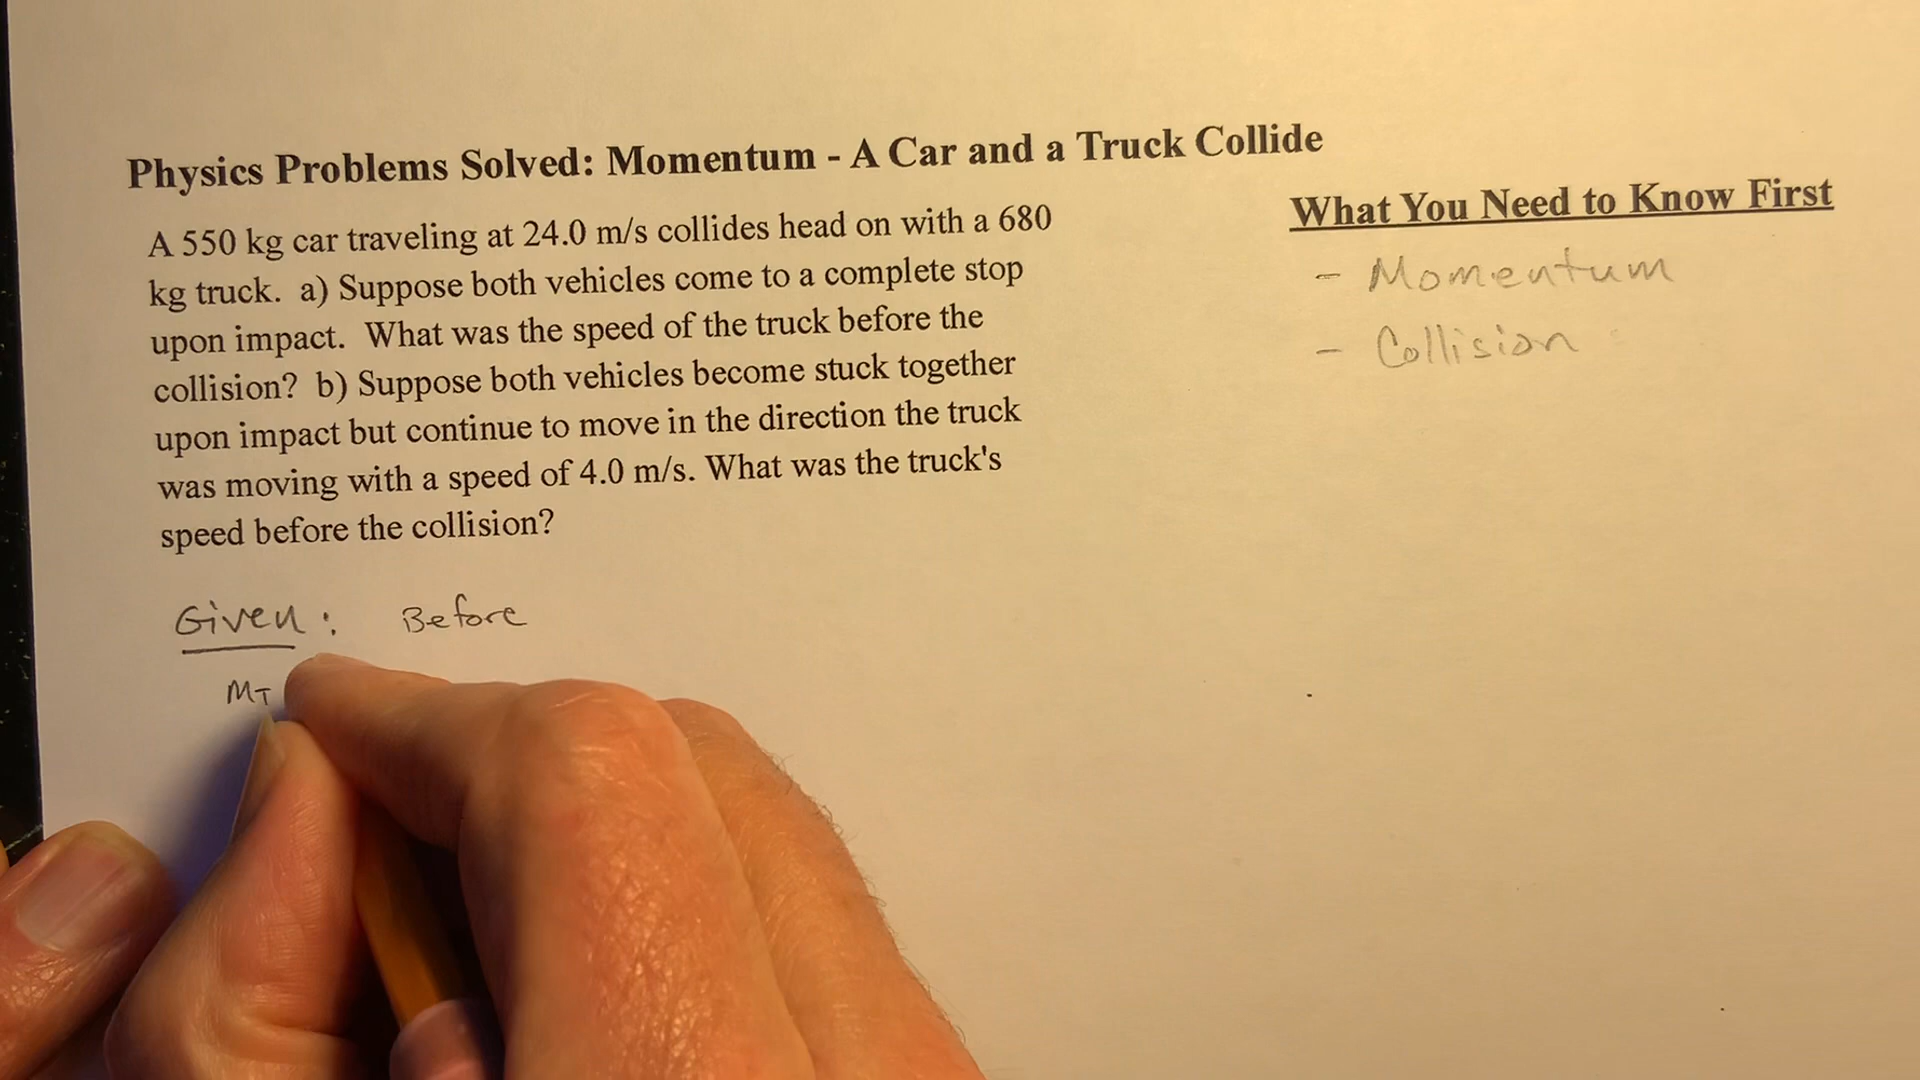 Physics Problems Solved: Momentum - A Car and a Truck Collide
A 550 kg car traveling at 24.0 m/s collides head on with a 680
kg truck. a) Suppose both vehicles come to a complete stop
upon impact. What was the speed of the truck before the
collision? b) Suppose both vehicles become stuck together
upon impact but continue to move in the direction the truck
was moving with a speed of 4.0 m/s. What was the truck's
speed before the collision?
What You Need to Know First
- Momentum
- Collision
Given: Before
MT